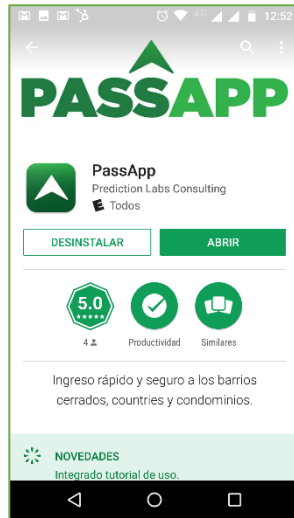 4G 12:52
PASSAPP
PassApp
Prediction Labs Consulting
E Todos
DESINSTALAR ABRIR
5.0
4 Productividad Similares
Ingreso rápido y seguro a los barrios
cerrados, countries y condominios.
NOVEDADES
Integrado tutorial de uso.